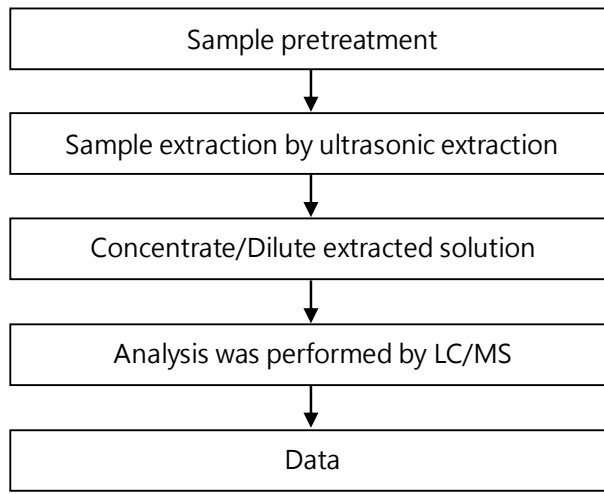 Sample pretreatment
Sample extraction by ultrasonic extraction
Concentrate/Dilute extracted solution
Analysis was performed by LC/MS
Data